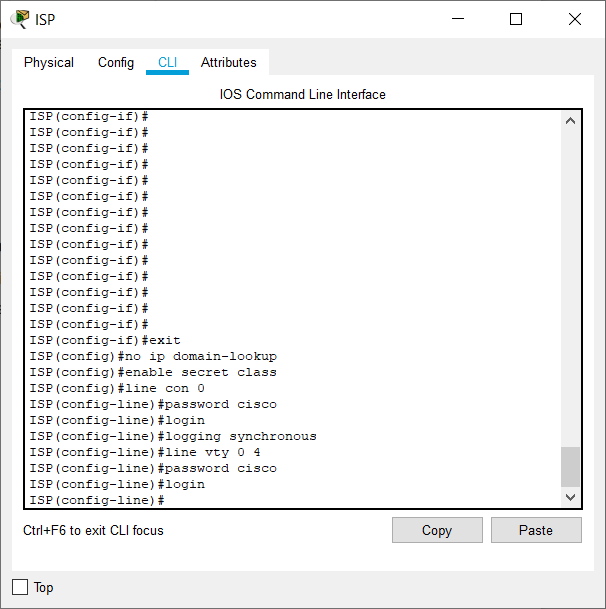 ISP
Physical Config CLI Attributes
IOS Command Line Interface
ISP(config-if)#
ISP(config-if)#
ISP(config-if)#
ISP(config-if)#
ISP(config-if)#
ISP(config-if)#
ISP(config-if)#
ISP(config-if)#
ISP(config-if)#
ISP(config-if)#
ISP(config-if)#
ISP(config-if)#
ISP(config-if)#
ISP(config-if)#
ISP(config-if)#exit
ISP(config)#no ip domain-lookup
ISP(config)#enable secret class
ISP(config)#line con 0
ISP(config-line)#password cisco
ISP(config-line)#login
ISP(config-line)#logging synchronous
ISP(config-line)#line vty 0 4
ISP(config-line)#password cisco
ISP(config-line)#login
ISP(config-line)#
Ctrl+F6 to exit CLI focus Copy Paste
Top